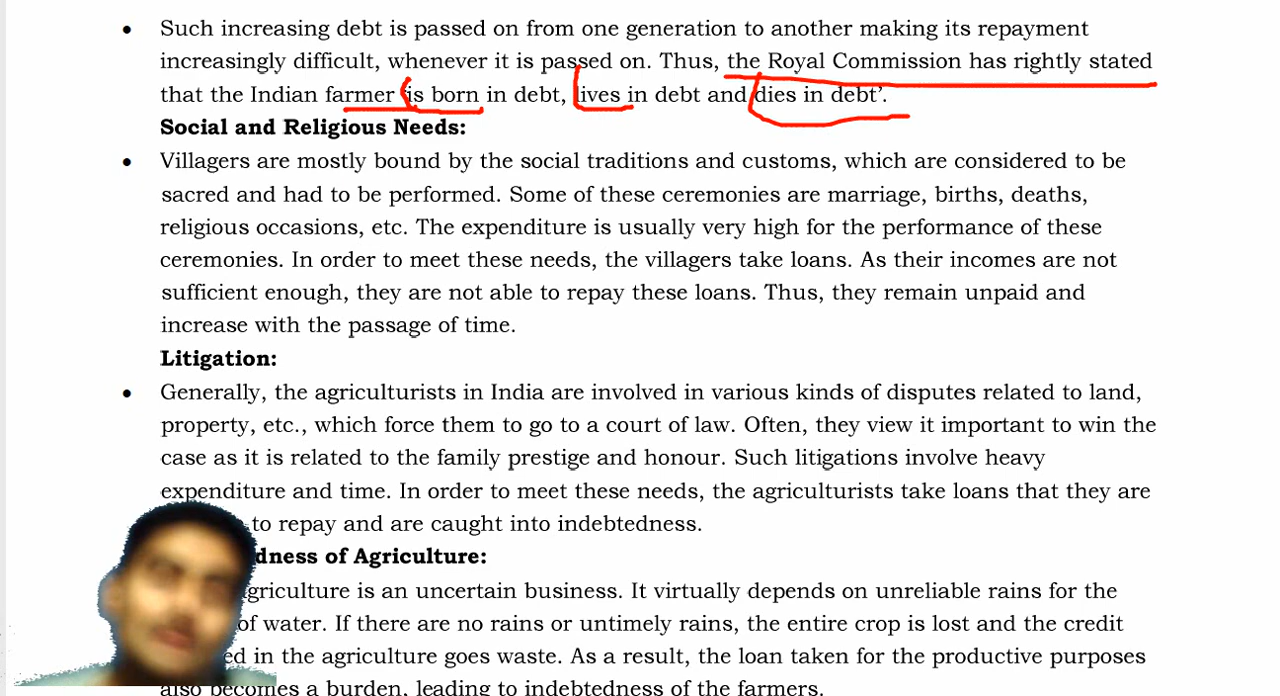 • Such increasing debt is passed on from one generation to another making its repayment
increasingly difficult, whenever it is passed on. Thus, the Royal Commission has rightly stated
that the Indian farmer 'is born in debt, lives in debt and dies in debt'.
Social and Religious Needs:
• Villagers are mostly bound by the social traditions and customs, which are considered to be
sacred and had to be performed. Some of these ceremonies are marriage, births, deaths,
religious occasions, etc. The expenditure is usually very high for the performance of these
ceremonies. In order to meet these needs, the villagers take loans. As their incomes are not
sufficient enough, they are not able to repay these loans. Thus, they remain unpaid and
increase with the passage of time.
Litigation:
• Generally, the agriculturists in India are involved in various kinds of disputes related to land,
property, etc., which force them to go to a court of law. Often, they view it important to win the
case as it is related to the family prestige and honour. Such litigations involve heavy
expenditure and time. In order to meet these needs, the agriculturists take loans that they are
to repay and are caught into indebtedness.
dness of Agriculture:
griculture is an uncertain business. It virtually depends on unreliable rains for the
of water. If there are no rains or untimely rains, the entire crop is lost and the credit
ed in the agriculture goes waste. As a result, the loan taken for the productive purposes
also becomes a burden, leading to indebtedness of the farmers.